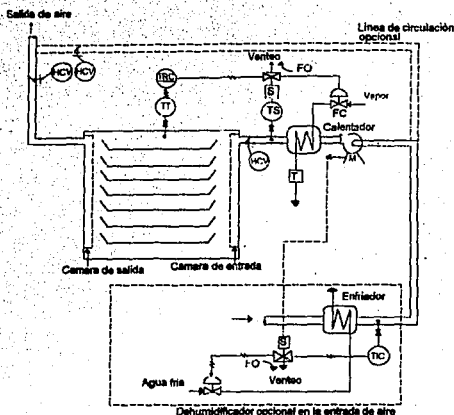 Salida de aire
Línea de circulación
opcional
HCV
HCV
Venteo
FO
TRC
S
TT
TS
FC
Vapor
Calentador
HCV
M
T
Camara de salida
Camara de entrada
Enfriador
S
FO
Venteo
TIC
Agua fria
Dehumidificador opcional en la entrada de aire